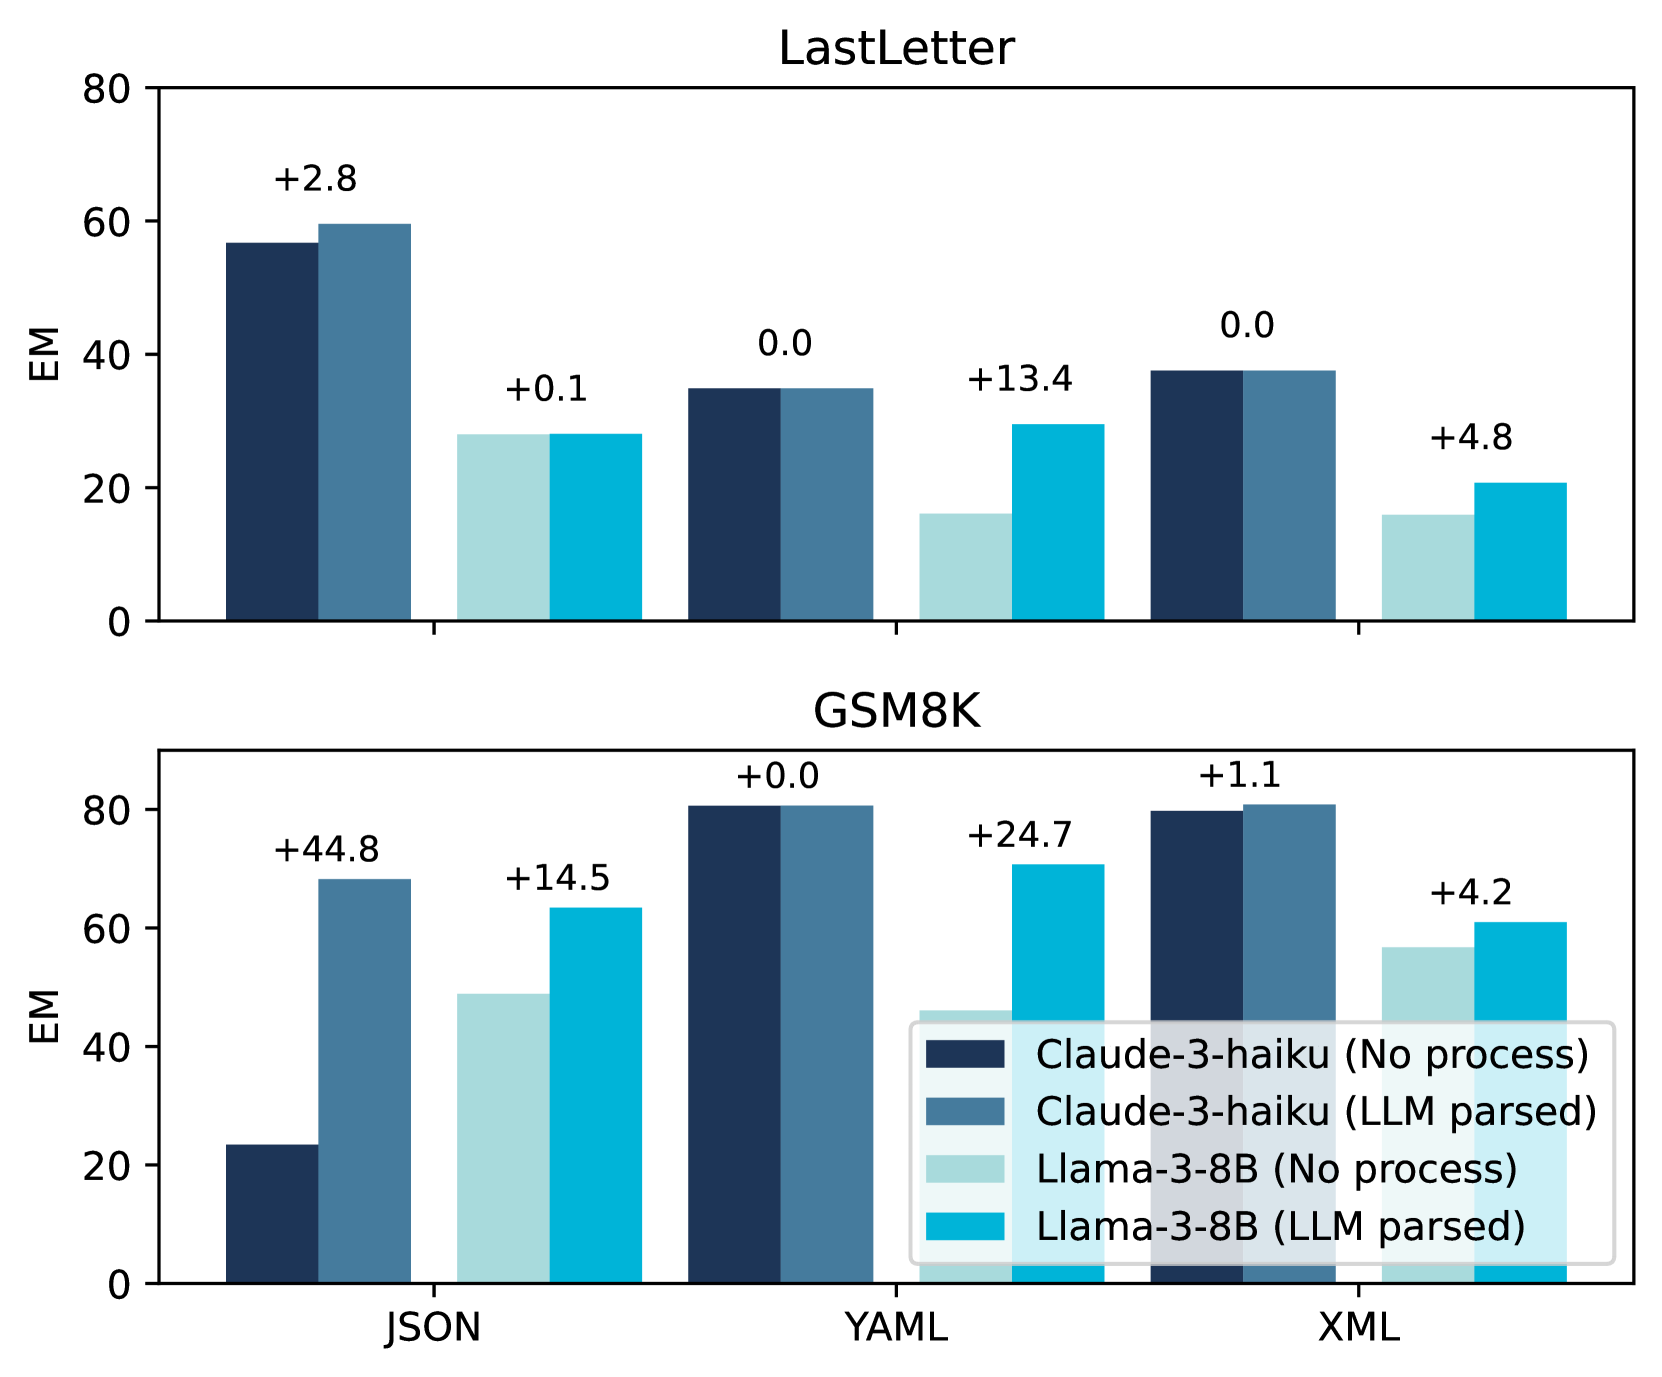 LastLetter
80
60
40
20
0
EM
+2.8
+0.1
0.0
+13.4
0.0
+4.8
GSM8K
80
60
40
20
0
EM
+44.8
+14.5
+0.0
+24.7
+1.1
+4.2
Claude-3-haiku (No process)
Claude-3-haiku (LLM parsed)
Llama-3-8B (No process)
Llama-3-8B (LLM parsed)
JSON
YAML
XML